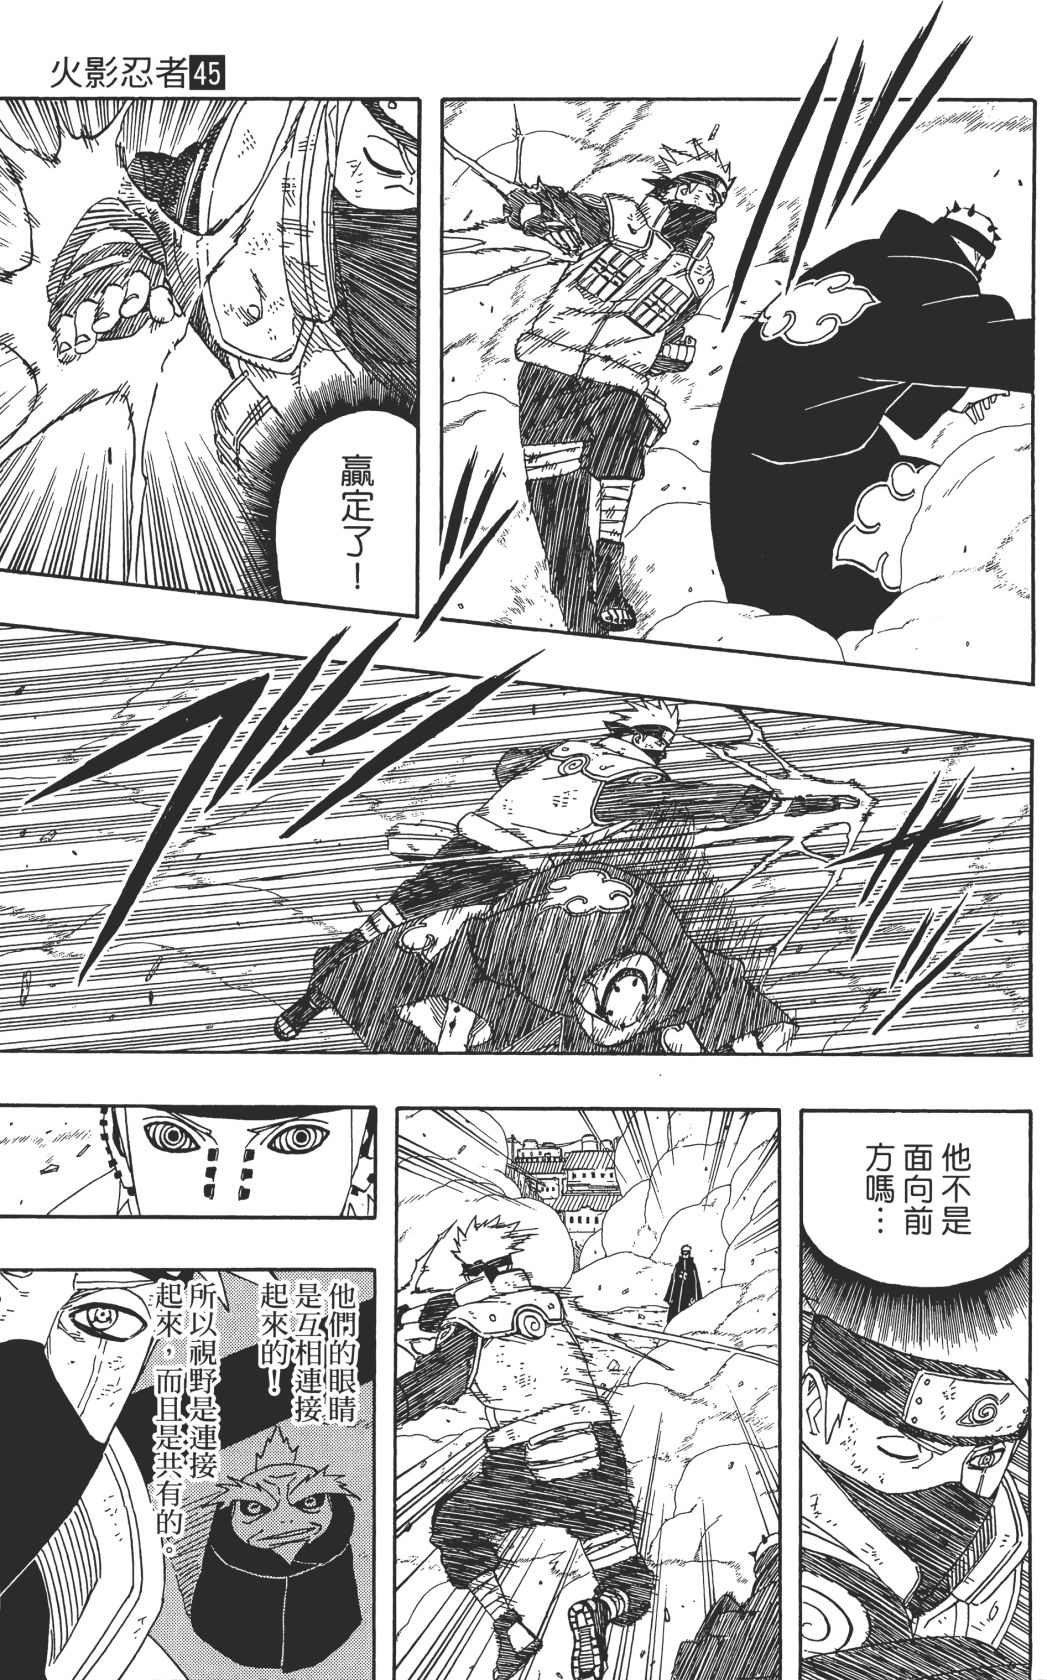 火影忍者45
贏定了！
他不是
面向前
方嗎…
他們的眼睛
是互相連接
起來的！
所以視野是連接
起來，而且是共有的。